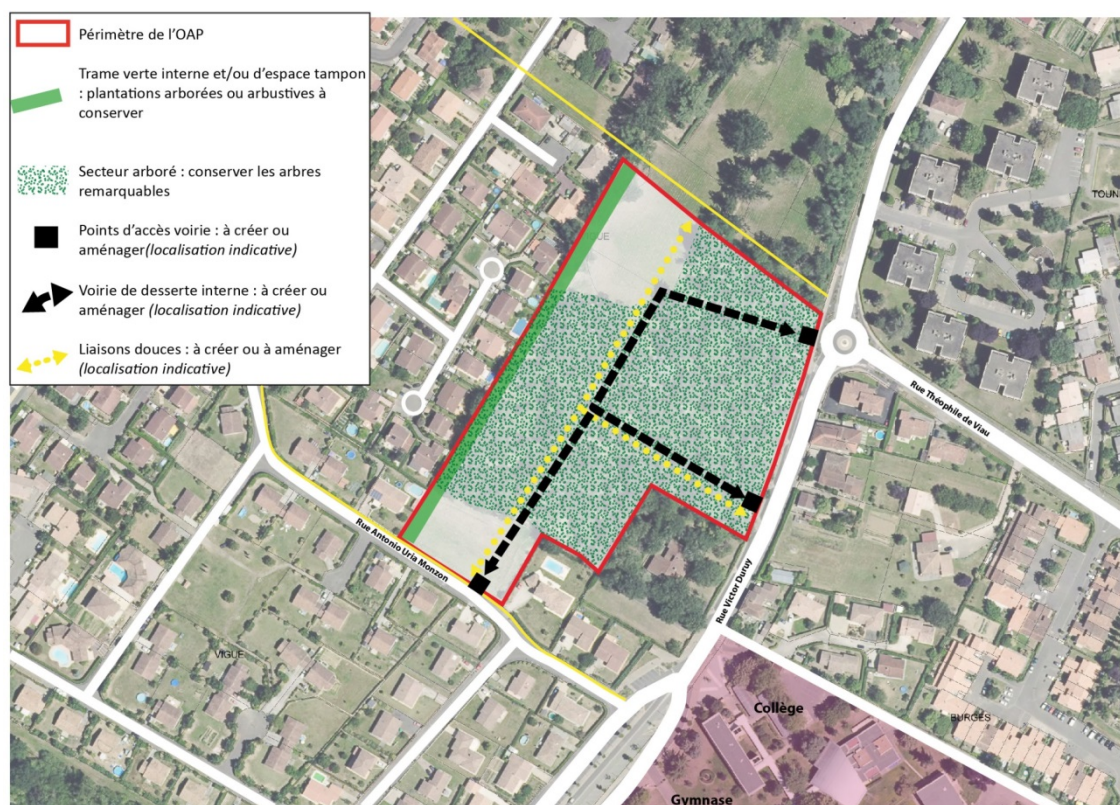 Périmètre de l'OAP
Trame verte interne et/ou d'espace tampon
: plantations arborées ou arbustives à
conserver
Secteur arboré : conserver les arbres
remarquables
Points d'accès voirie : à créer ou
aménager(localisation indicative)
Voirie de desserte interne : à créer ou
aménager (localisation indicative)
Liaisons douces : à créer ou à aménager
(localisation indicative)
TOUN
Rue Théophile de Viau
Rue Antonio Uria Monzon
Rue Victor Duruy
VIGUE
Collège
BURGES
Gymnase